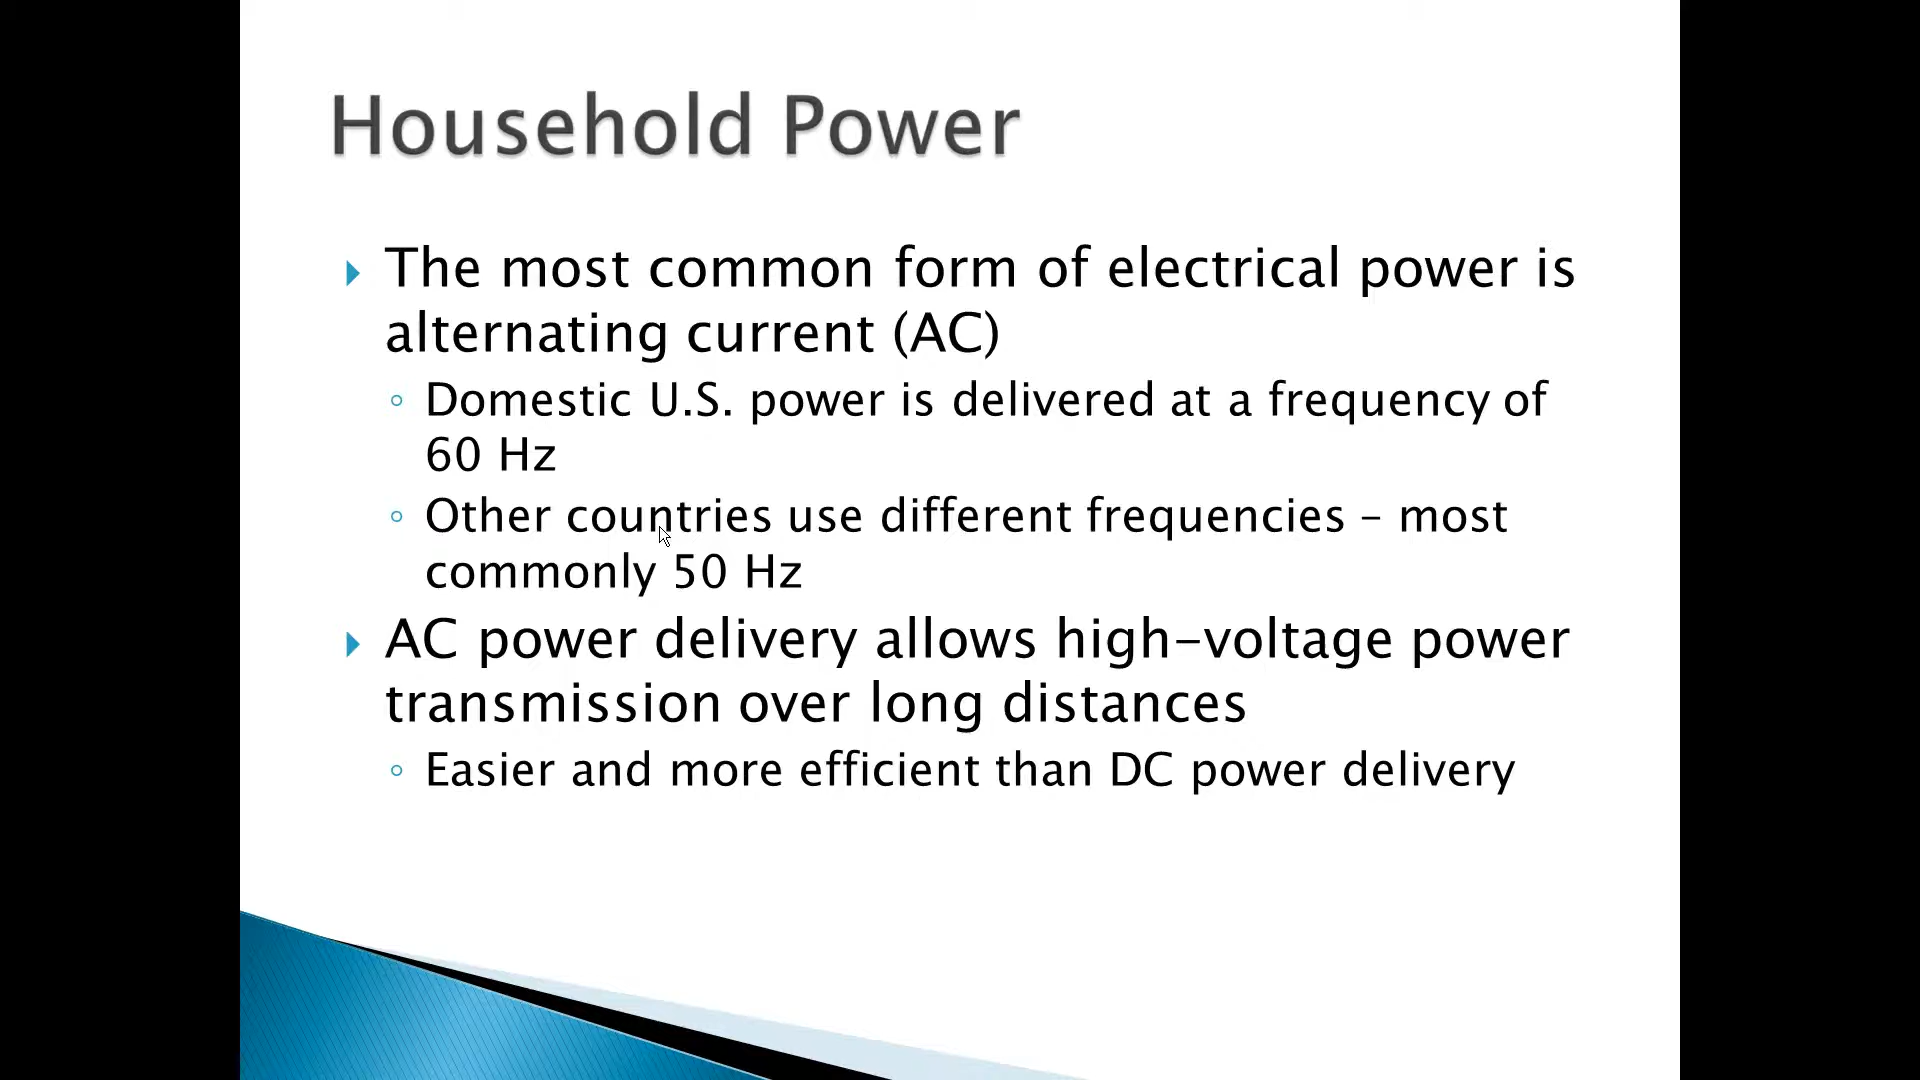 Household Power
The most common form of electrical power is
alternating current (AC)
Domestic U.S. power is delivered at a frequency of
60 Hz
Other countries use different frequencies – most
commonly 50 Hz
AC power delivery allows high-voltage power
transmission over long distances
Easier and more efficient than DC power delivery